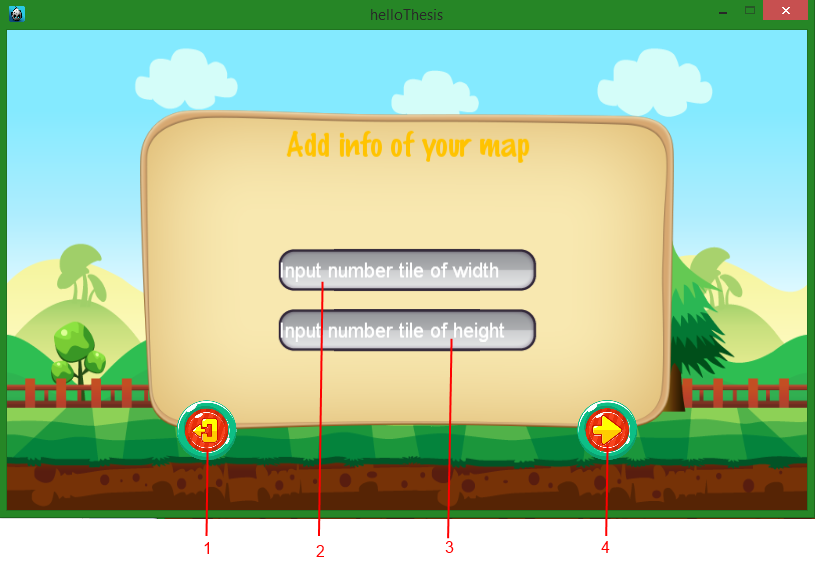 helloThesis
Add info of your map
Input number tile of width
Input number tile of height
1
2
3
4